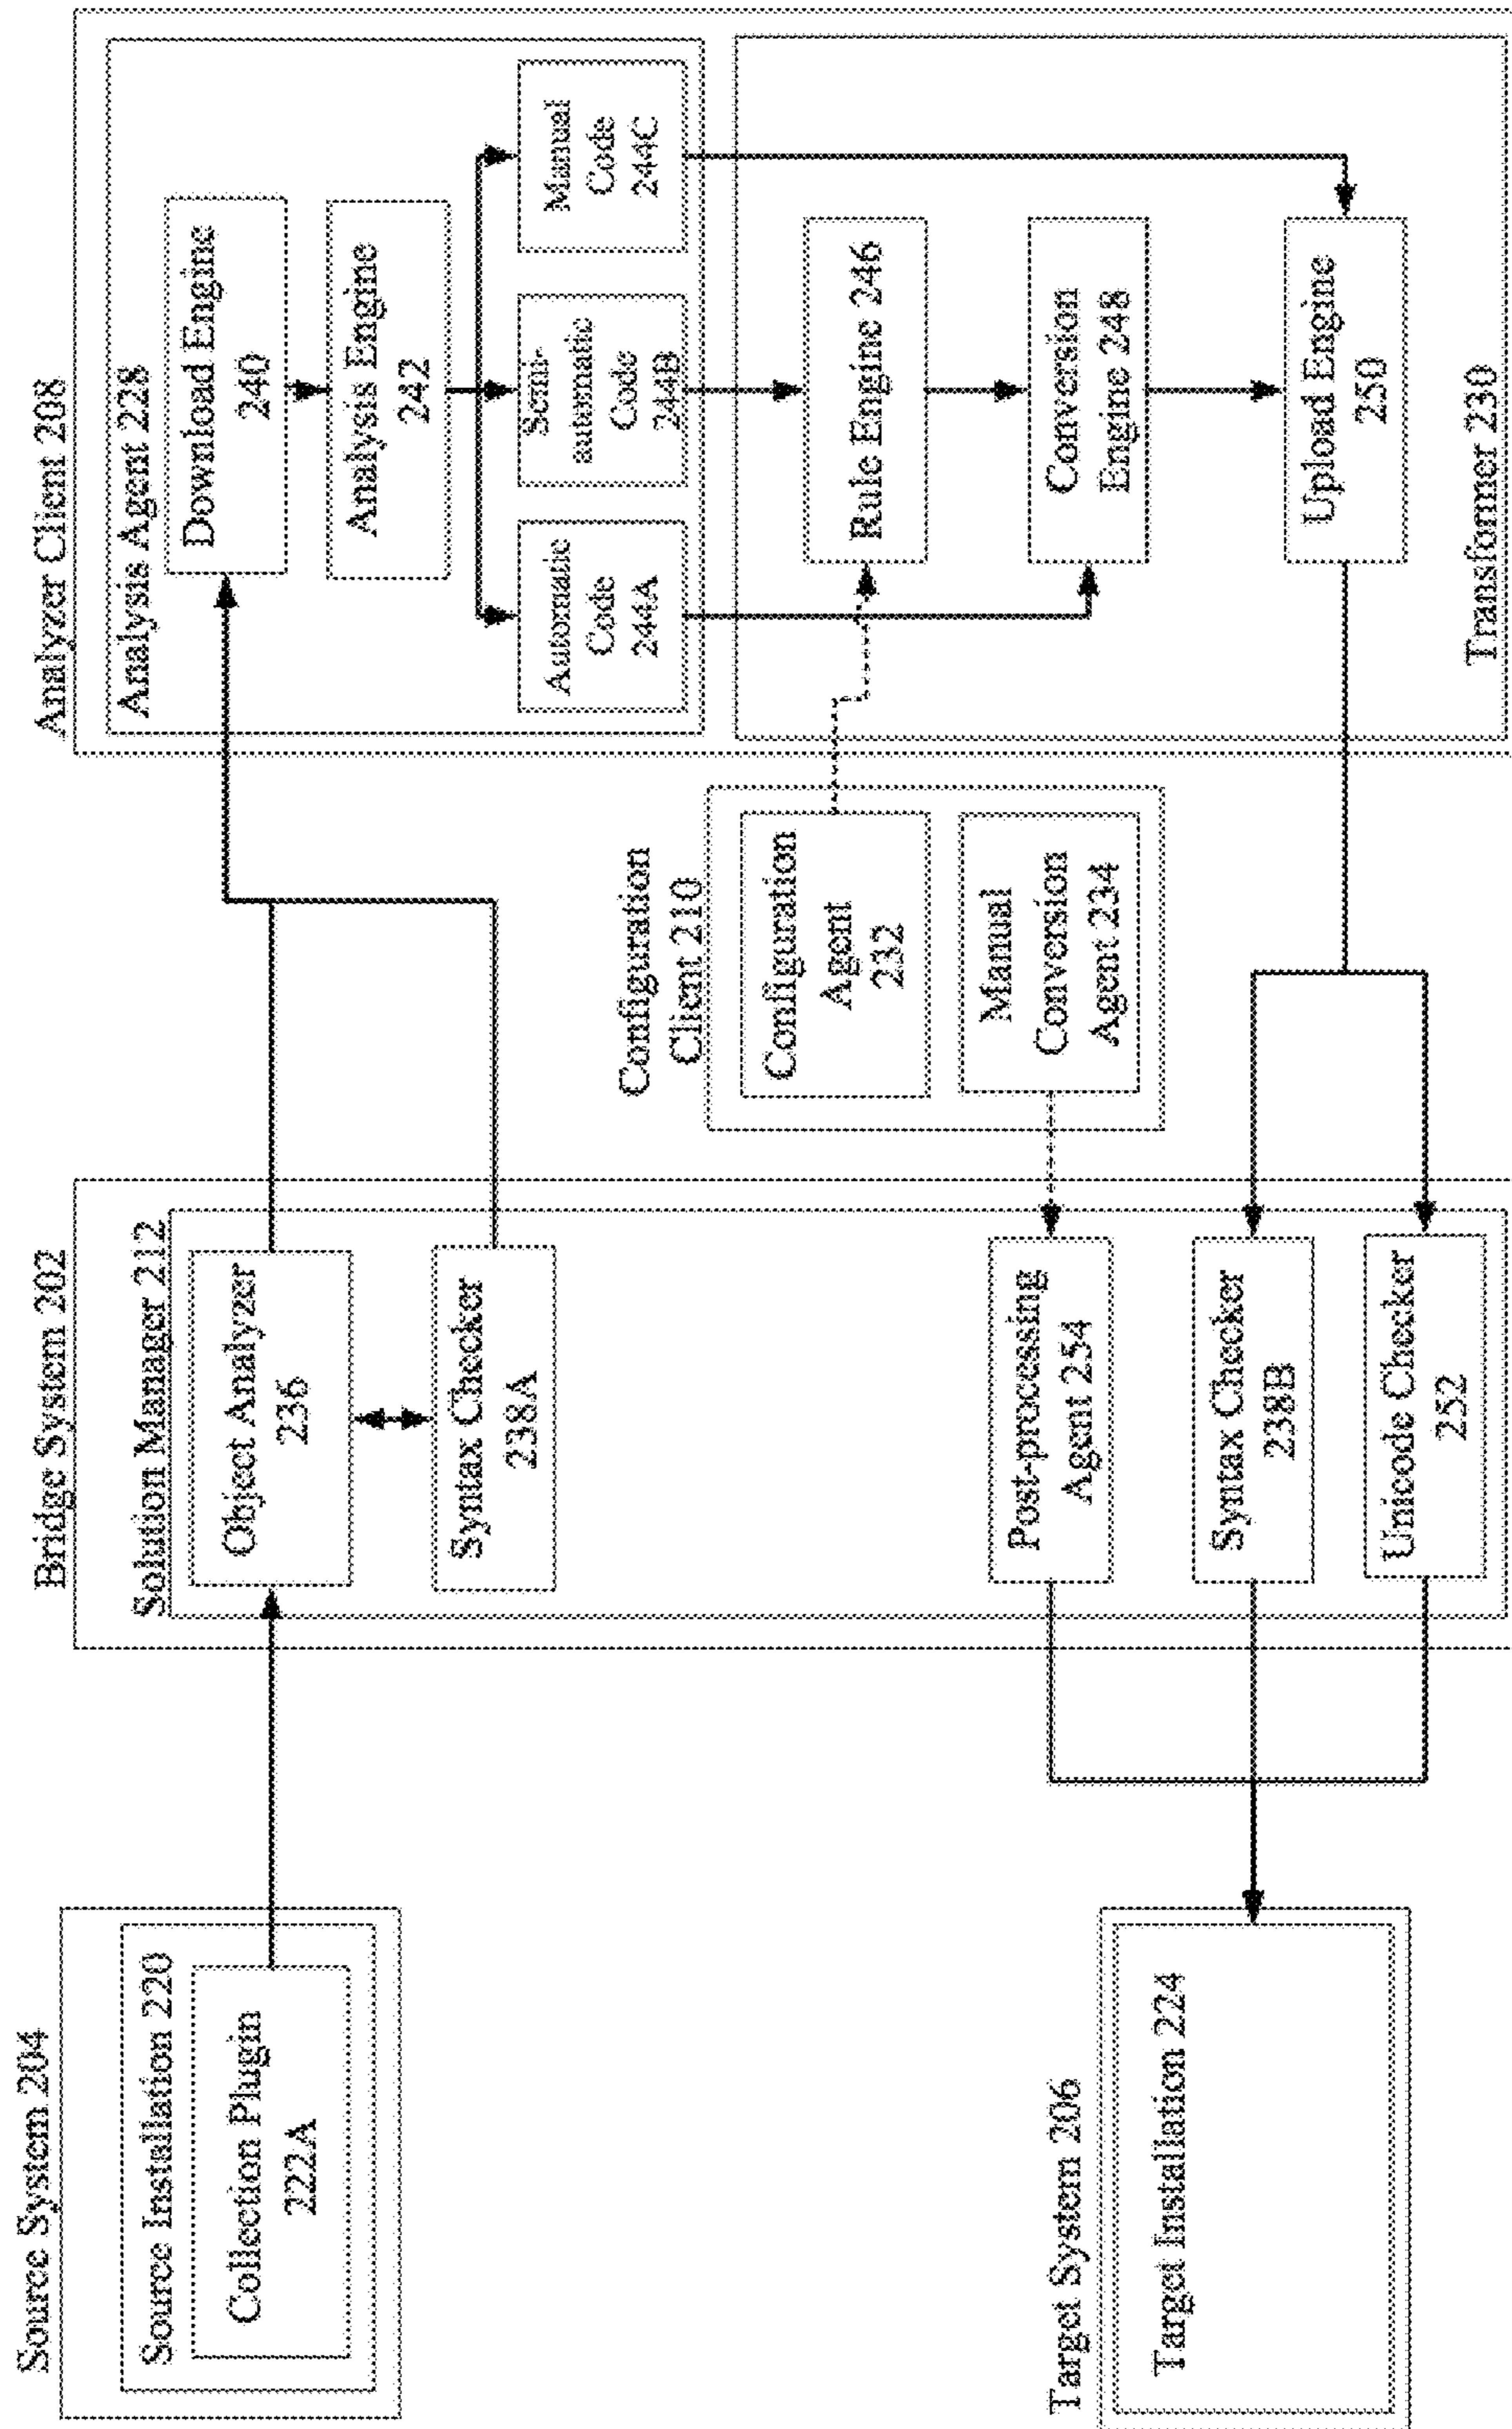 Source System 204
Source Installation 220
Collection Plugin
222A
Target System 206
Target Installation 224
Bridge System 202
Solution Manager 212
Object Analyzer
236
Syntax Checker
238A
Post-processing
Agent 254
Syntax Checker
238B
Unicode Checker
252
Configuration
Client 210
Configuration
Agent
232
Manual
Conversion
Agent 234
Analyzer Client 208
Analysis Agent 228
Download Engine
240
Analysis Engine
242
Automatic
Code
244A
Semi-
automatic
Code
244B
Manual
Code
244C
Rule Engine 246
Conversion
Engine 248
Upload Engine
250
Transformer 230